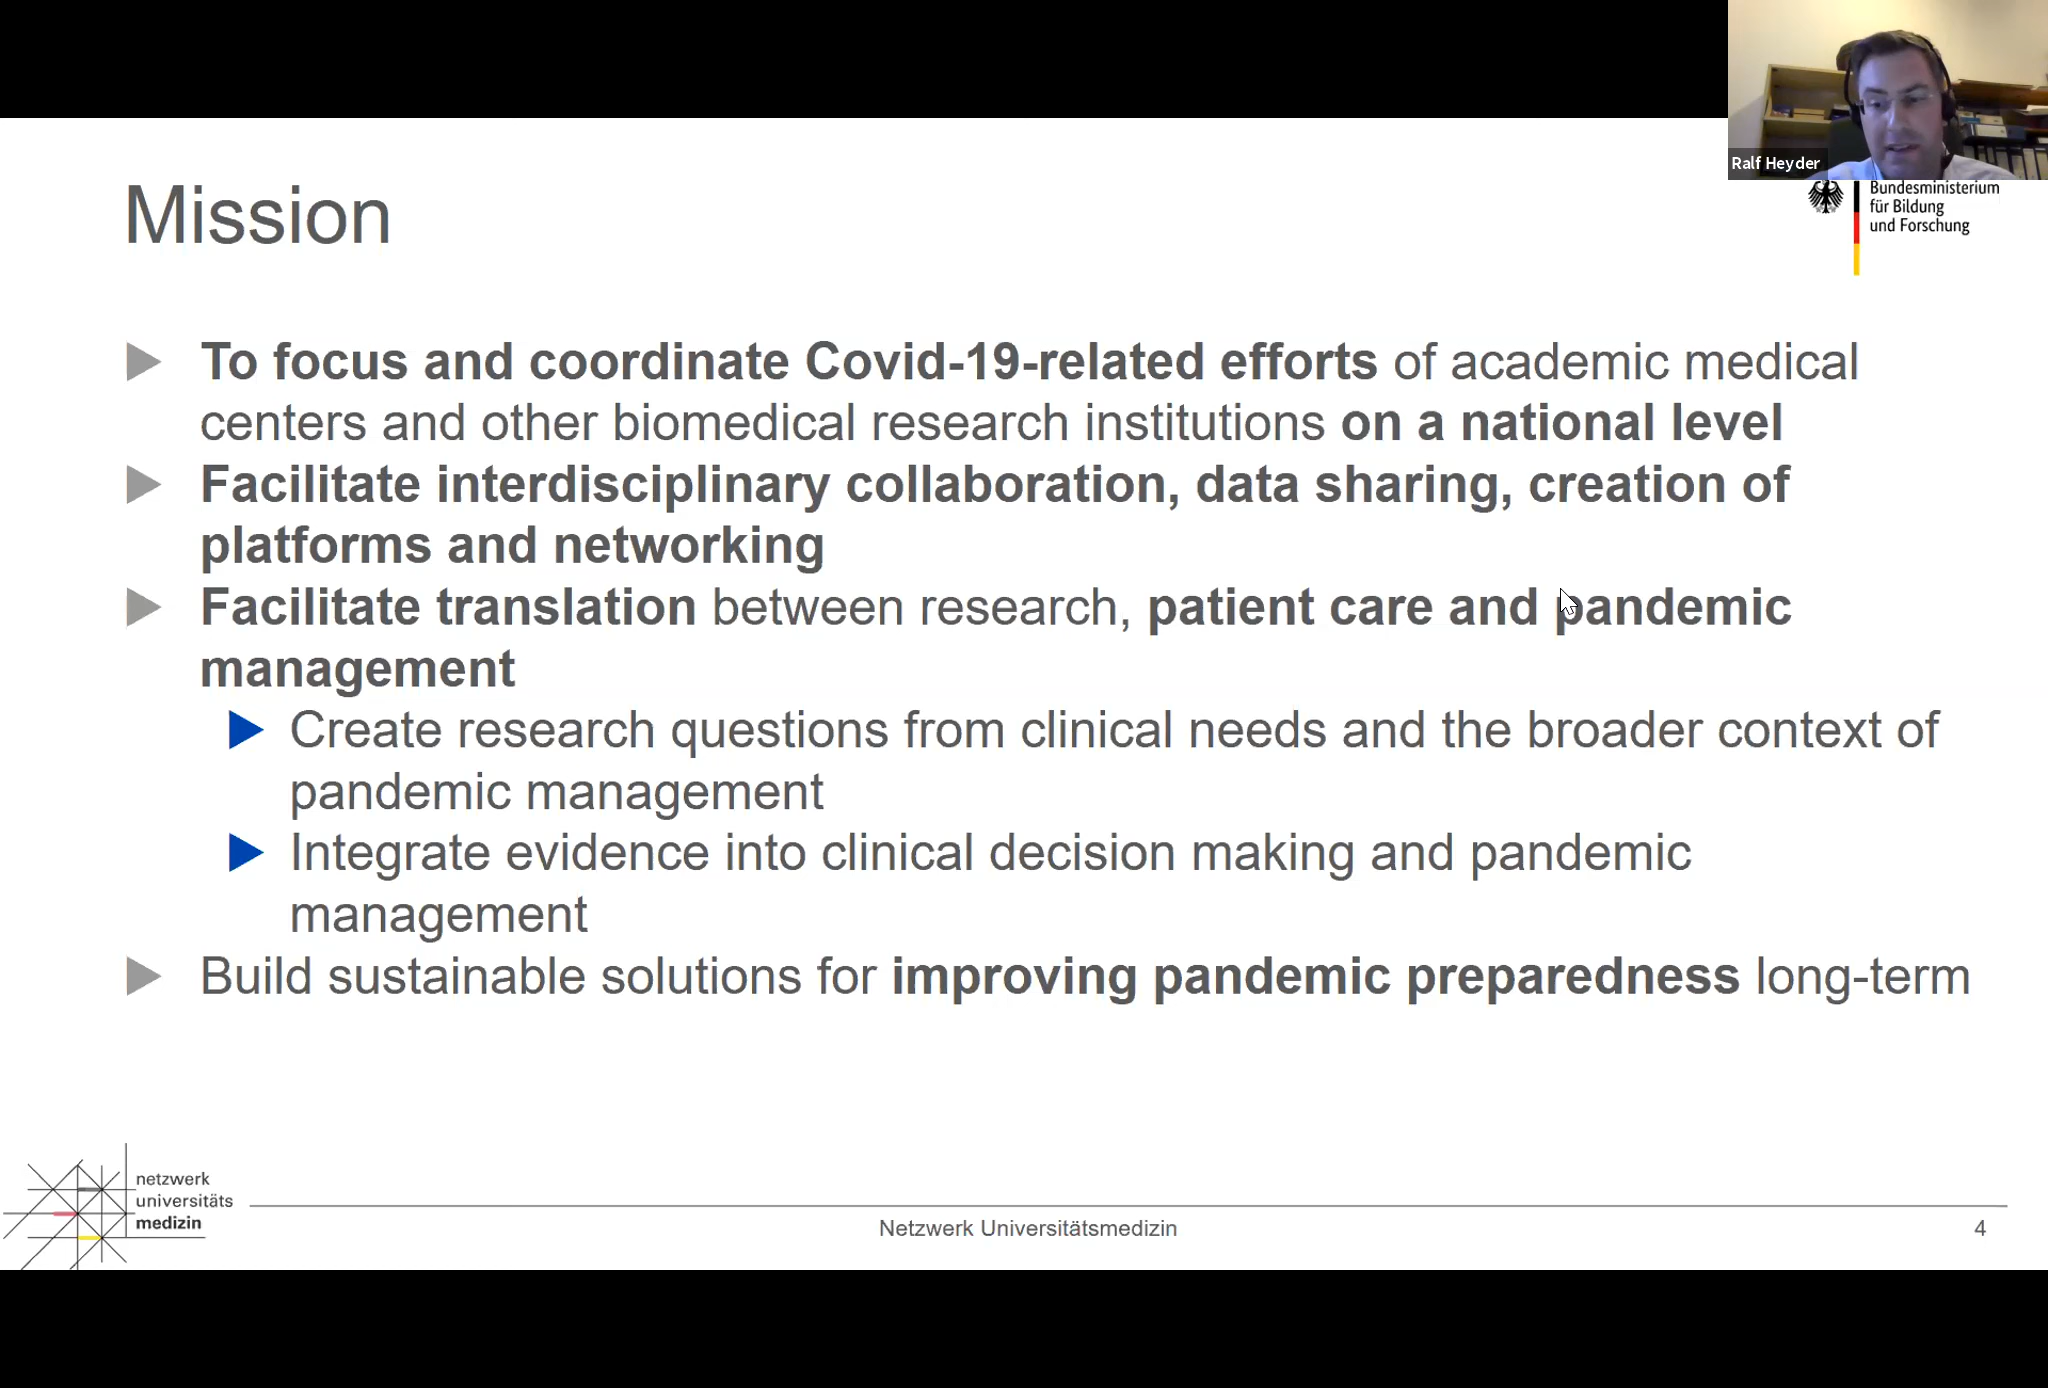 Ralf Heyder
Bundesministerium
für Bildung
und Forschung
Mission
To focus and coordinate Covid-19-related efforts of academic medical
centers and other biomedical research institutions on a national level
Facilitate interdisciplinary collaboration, data sharing, creation of
platforms and networking
Facilitate translation between research, patient care and pandemic
management
Create research questions from clinical needs and the broader context of
pandemic management
Integrate evidence into clinical decision making and pandemic
management
Build sustainable solutions for improving pandemic preparedness long-term
netzwerk
universitäts
medizin
Netzwerk Universitätsmedizin
4